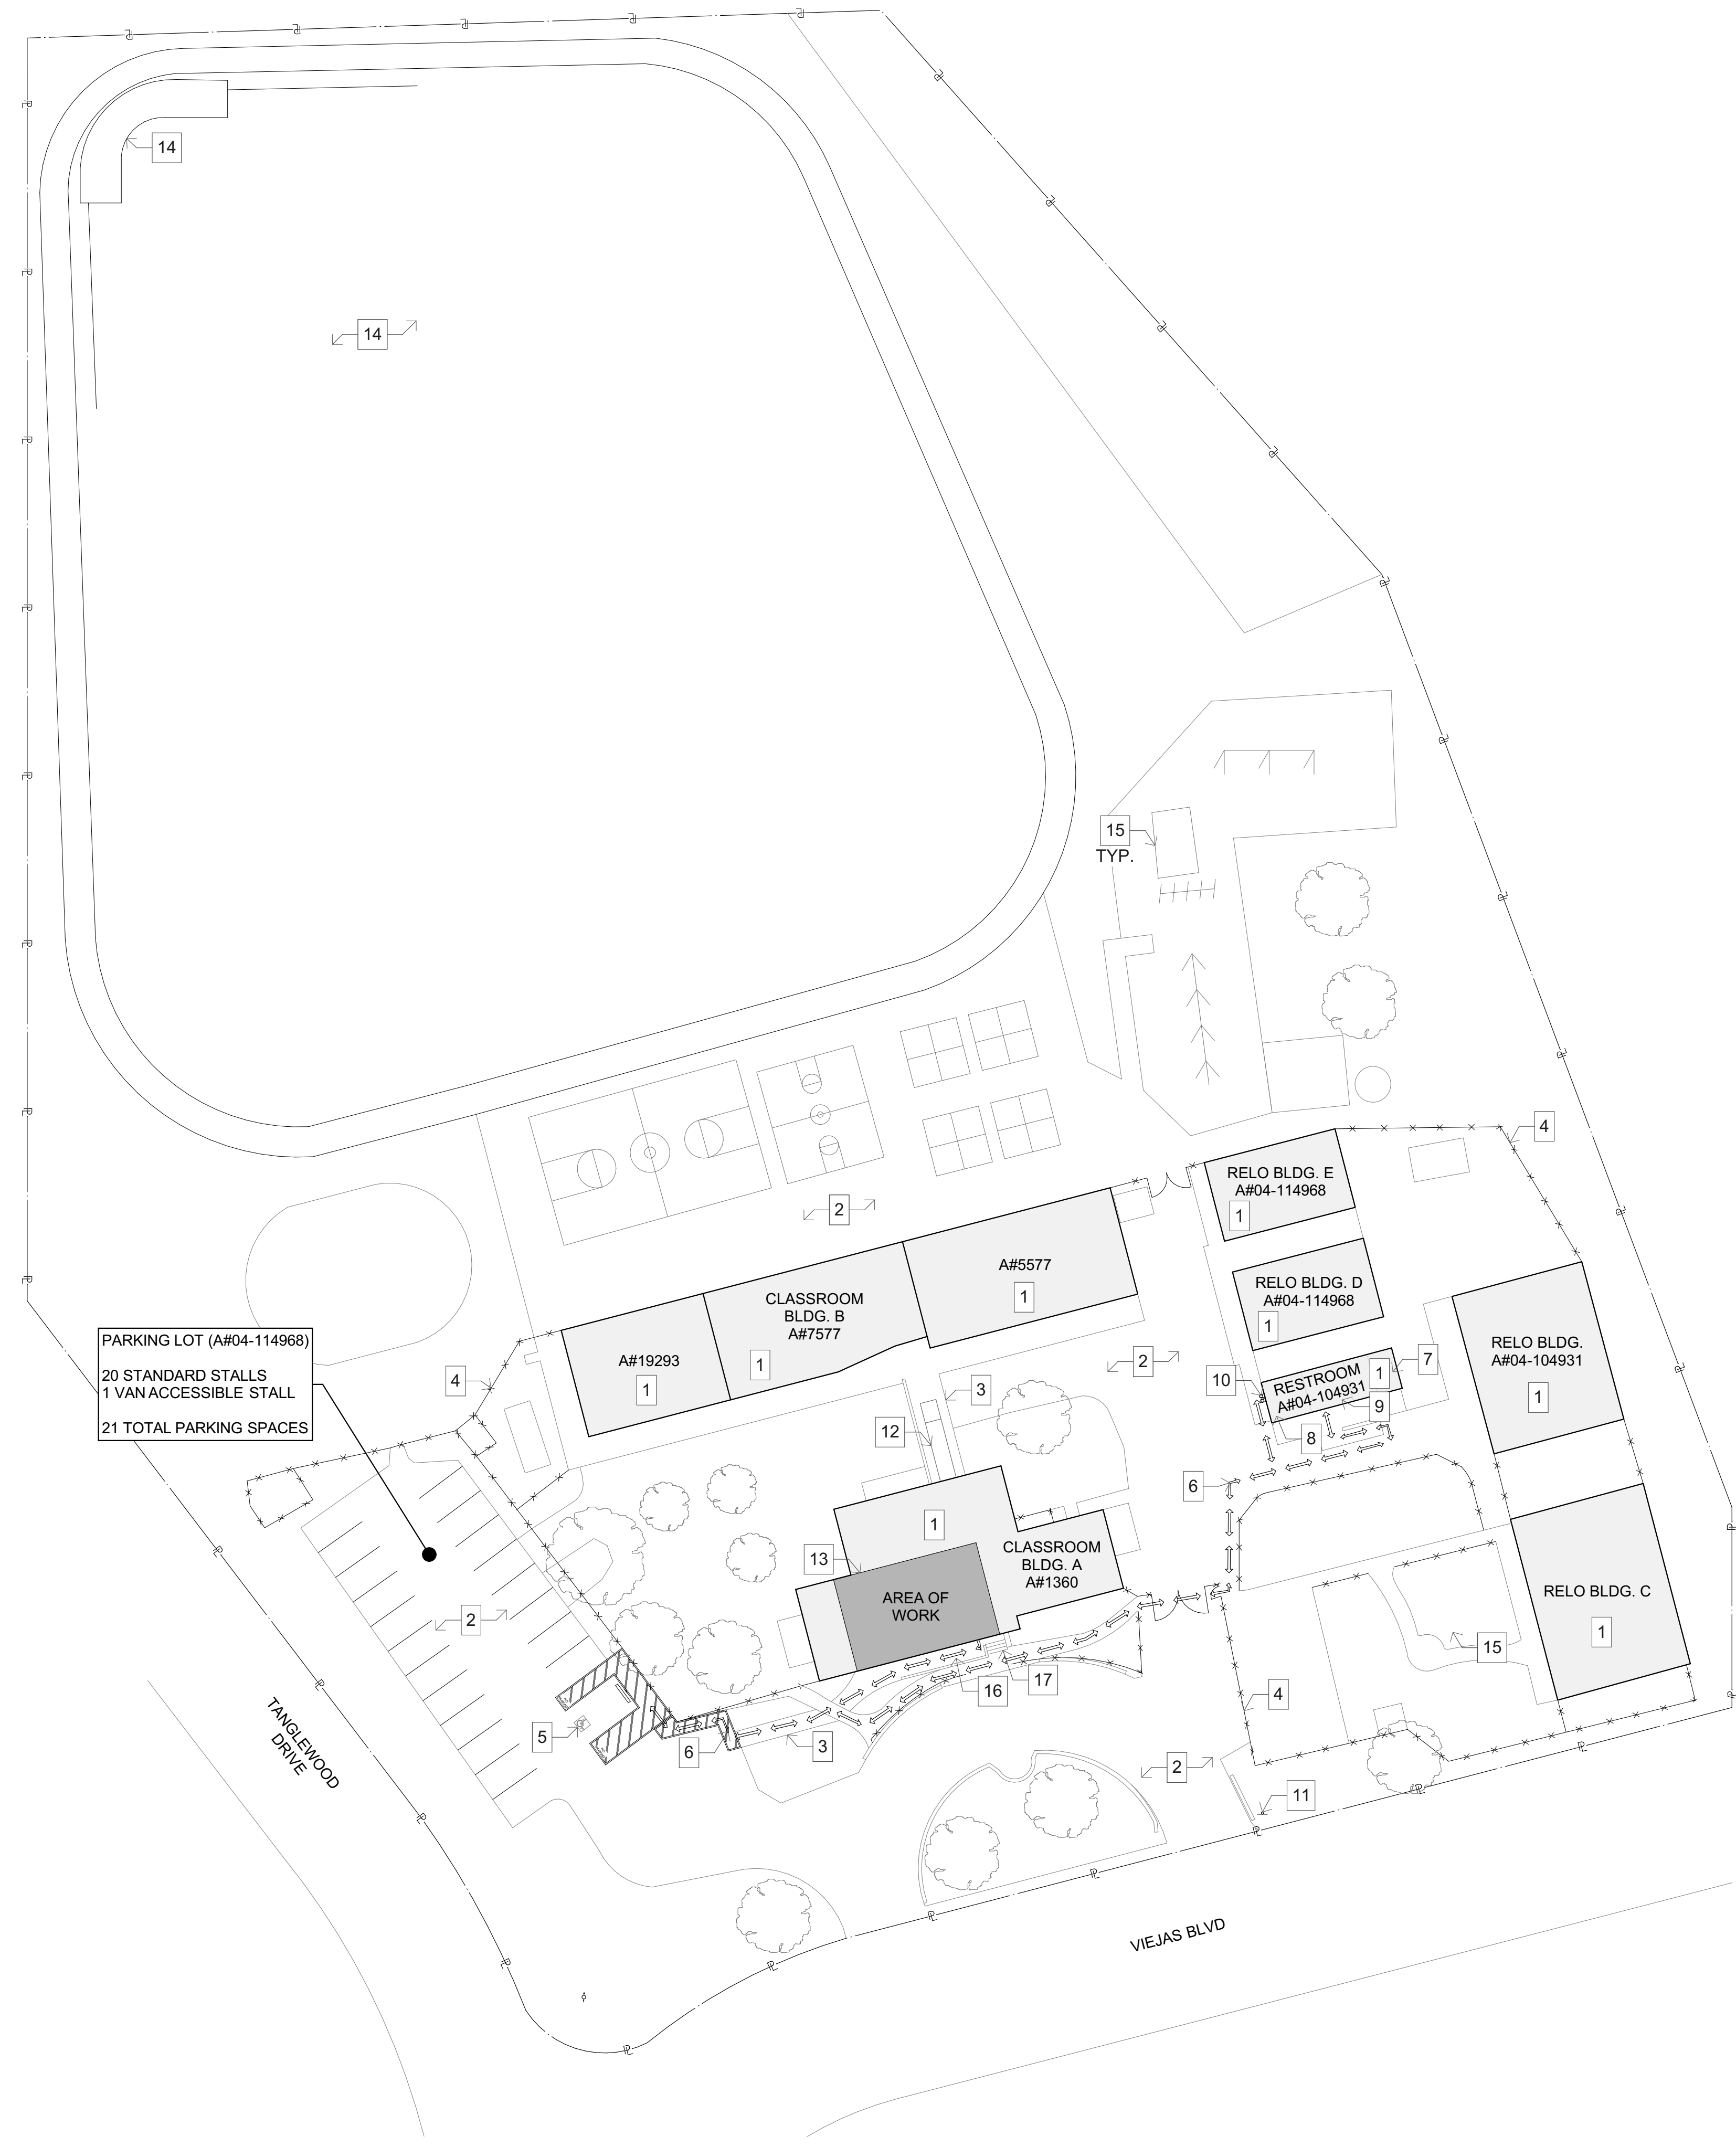 14
14
15
TYP.
4
RELO BLDG. E
A#04-114968
1
2
A#5577
1
RELO BLDG. D
A#04-114968
1
CLASSROOM
BLDG. B
A#7577
1
PARKING LOT (A#04-114968)
20 STANDARD STALLS
1 VAN ACCESSIBLE STALL
21 TOTAL PARKING SPACES
A#19293
1
4
2
RELO BLDG.
A#04-104931
1
10
RESTROOM
A#04-104931
1
7
9
8
3
12
6
1
13
CLASSROOM
BLDG. A
A#1360
AREA OF
WORK
RELO BLDG. C
1
2
15
17
16
4
5
6
3
TANGLEWOOD
DRIVE
2
11
VIEJAS BLVD